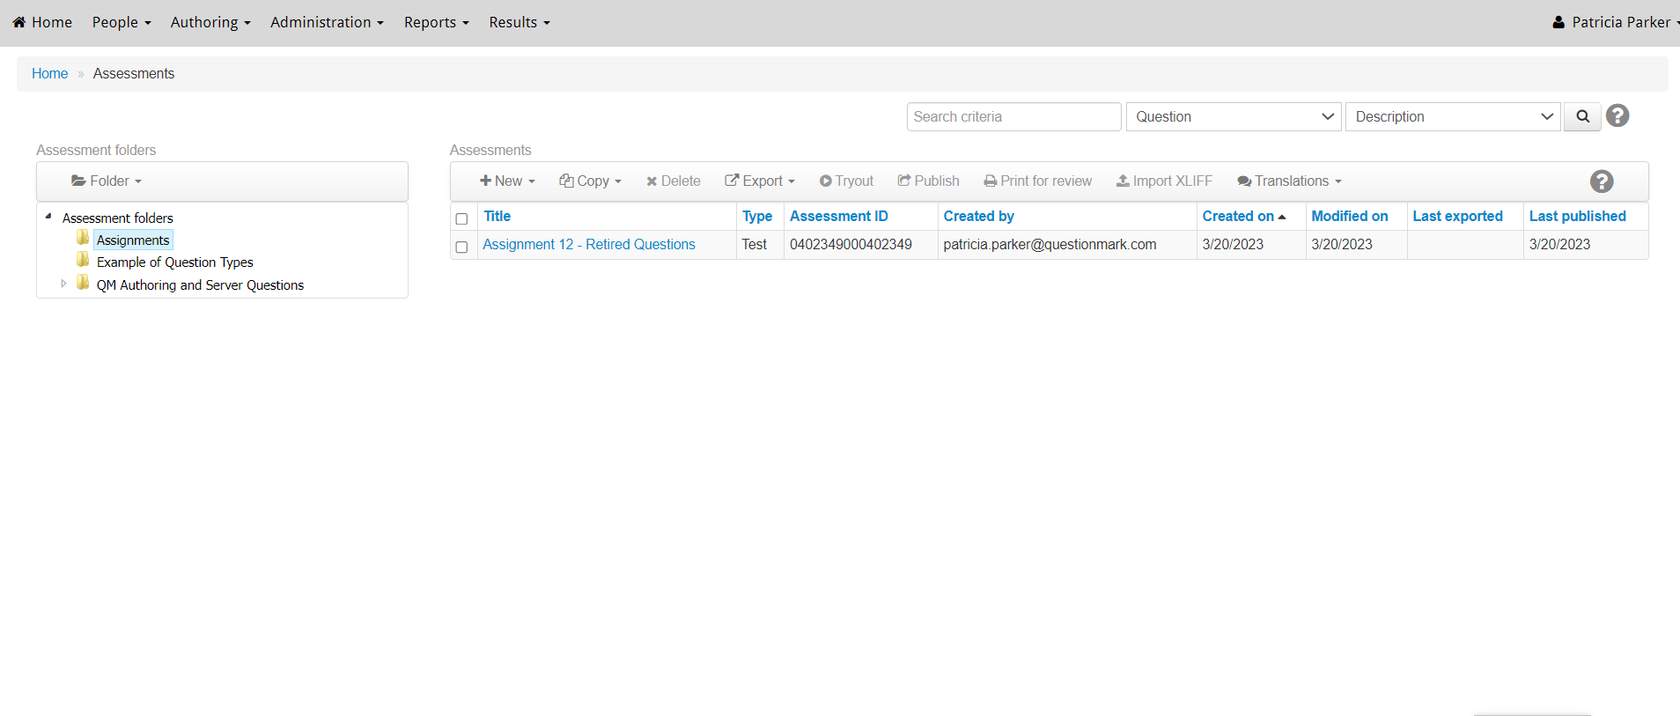 Home People Authoring Administration Reports Results Patricia Parker
Home » Assessments
Search criteria Question Description ?
Assessment folders
Folder
Assessment folders
Assignments
Example of Question Types
QM Authoring and Server Questions
Assessments
New Copy Delete Export Tryout Publish Print for review Import XLIFF Translations ?
Title Type Assessment ID Created by Created on Modified on Last exported Last published
Assignment 12 - Retired Questions Test 0402349000402349 patricia.parker@questionmark.com 3/20/2023 3/20/2023 3/20/2023